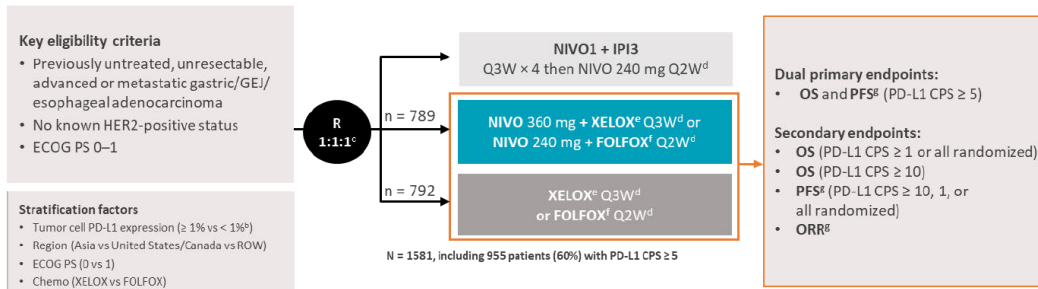 Key eligibility criteria
• Previously untreated, unresectable,
advanced or metastatic gastric/GEJ/
esophageal adenocarcinoma
• No known HER2-positive status
• ECOG PS 0–1
Stratification factors
• Tumor cell PD-L1 expression (≥ 1% vs < 1%ᵇ)
• Region (Asia vs United States/Canada vs ROW)
• ECOG PS (0 vs 1)
• Chemo (XELOX vs FOLFOX)
R
1:1:1ᶜ
n = 789
n = 792
NIVO1 + IPI3
Q3W × 4 then NIVO 240 mg Q2Wᵈ
NIVO 360 mg + XELOXᵉ Q3Wᵈ or
NIVO 240 mg + FOLFOXᶠ Q2Wᵈ
XELOXᵉ Q3Wᵈ
or FOLFOXᶠ Q2Wᵈ
N = 1581, including 955 patients (60%) with PD-L1 CPS ≥ 5
Dual primary endpoints:
• OS and PFSᵍ (PD-L1 CPS ≥ 5)
Secondary endpoints:
• OS (PD-L1 CPS ≥ 1 or all randomized)
• OS (PD-L1 CPS ≥ 10)
• PFSᵍ (PD-L1 CPS ≥ 10, 1, or
all randomized)
• ORRᵍ